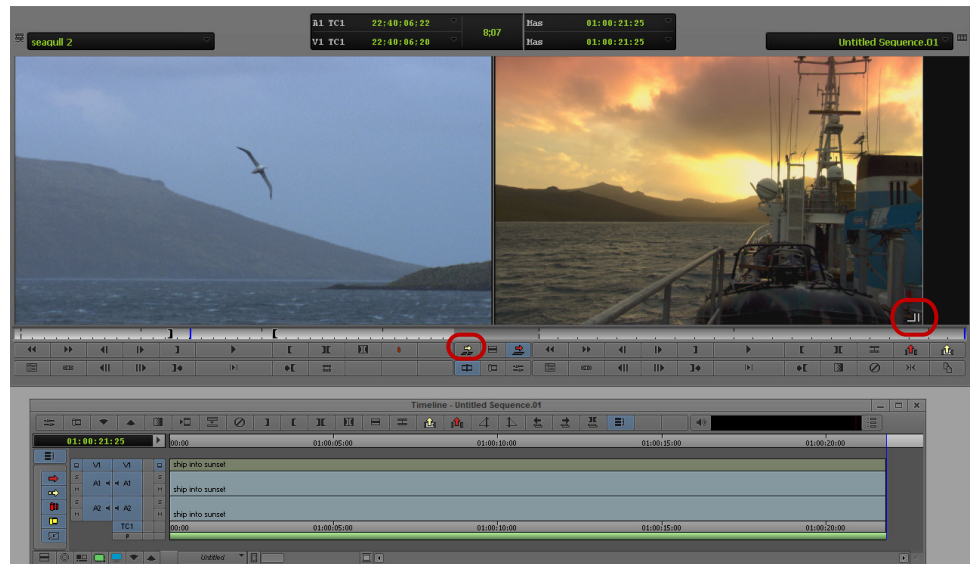 A1 TC1 22:40:06;22 8;07 Mas 01:00:21:25
seagull 2 V1 TC1 22:40:06;20 Mas 01:00:21:25 Untitled Sequence.01
Timeline - Untitled Sequence.01
01:00:21:25 00:00 01:00:05:00 01:00:10:00 01:00:15:00 01:00:20:00
V1 V1 ship into sunset
S
A1 A1
M ship into sunset
S
A2 A2
M ship into sunset
TC1 00:00 01:00:05:00 01:00:10:00 01:00:15:00 01:00:20:00
Untitled